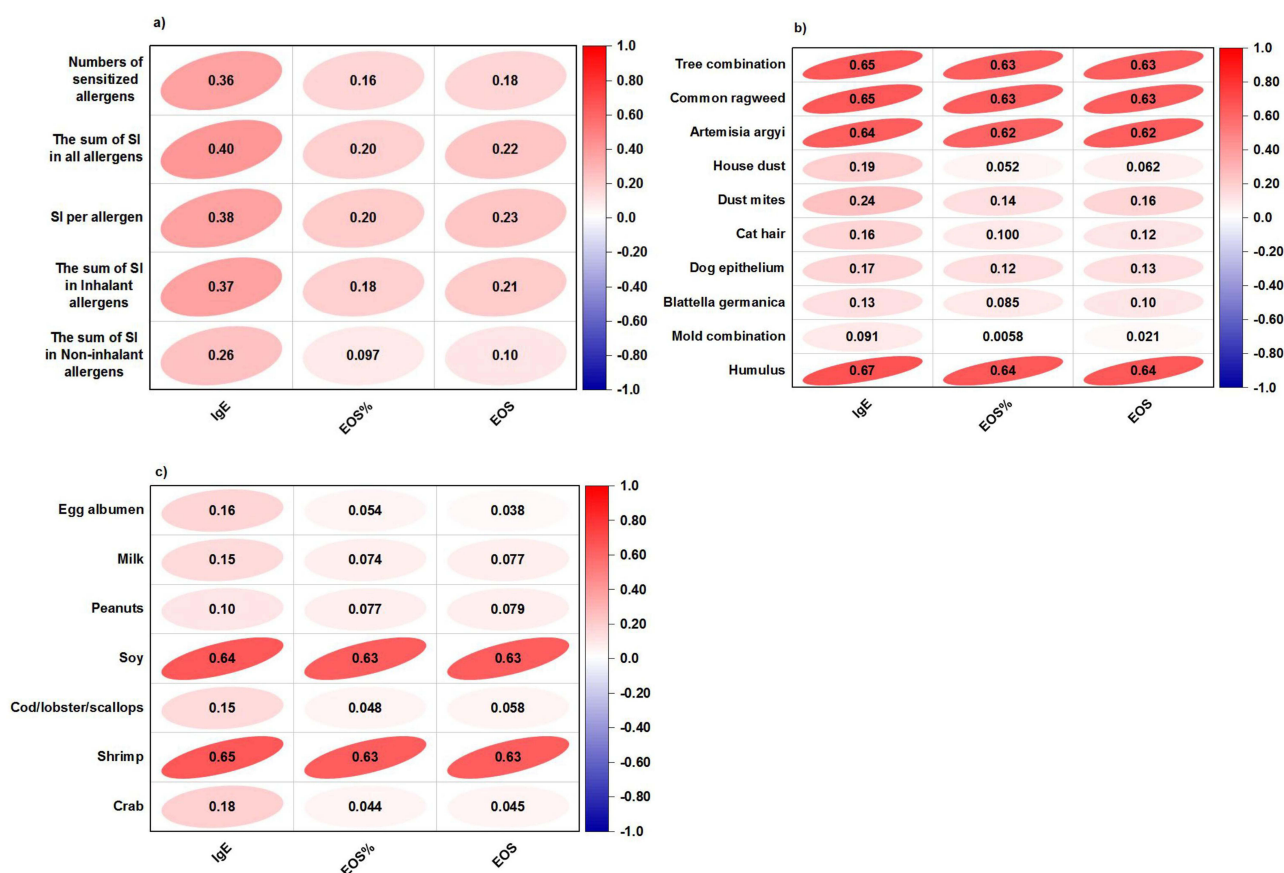 a)
Numbers of
sensitized
allergens
0.36 0.16 0.18
The sum of SI
in all allergens
0.40 0.20 0.22
SI per allergen
0.38 0.20 0.23
The sum of SI
in Inhalant
allergens
0.37 0.18 0.21
The sum of SI
in Non-inhalant
allergens
0.26 0.097 0.10
IgE EOS% EOS
1.0
0.80
0.60
0.40
0.20
0.0
-0.20
-0.40
-0.60
-0.80
-1.0
b)
Tree combination 0.65 0.63 0.63
Common ragweed 0.65 0.63 0.63
Artemisia argyi 0.64 0.62 0.62
House dust 0.19 0.052 0.062
Dust mites 0.24 0.14 0.16
Cat hair 0.16 0.100 0.12
Dog epithelium 0.17 0.12 0.13
Blattella germanica 0.13 0.085 0.10
Mold combination 0.091 0.0058 0.021
Humulus 0.67 0.64 0.64
IgE EOS% EOS
1.0
0.80
0.60
0.40
0.20
0.0
-0.20
-0.40
-0.60
-0.80
-1.0
c)
Egg albumen 0.16 0.054 0.038
Milk 0.15 0.074 0.077
Peanuts 0.10 0.077 0.079
Soy 0.64 0.63 0.63
Cod/lobster/scallops 0.15 0.048 0.058
Shrimp 0.65 0.63 0.63
Crab 0.18 0.044 0.045
IgE EOS% EOS
1.0
0.80
0.60
0.40
0.20
0.0
-0.20
-0.40
-0.60
-0.80
-1.0